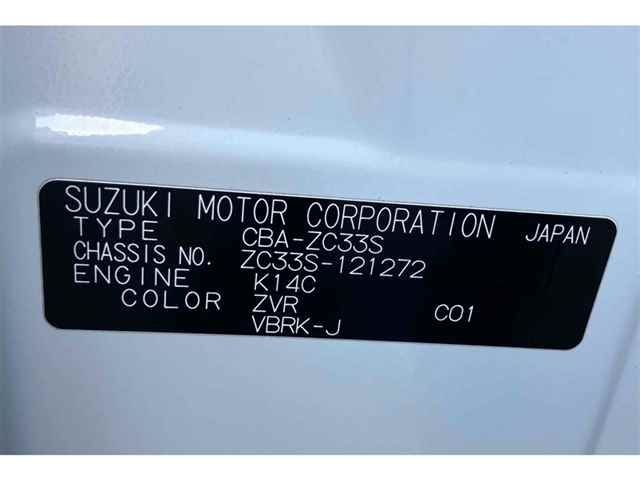 SUZUKI MOTOR CORPORATION JAPAN
TYPE CBA-ZC33S
CHASSIS NO. ZC33S-121272
ENGINE K14C
COLOR ZVR C01
VBRK-J